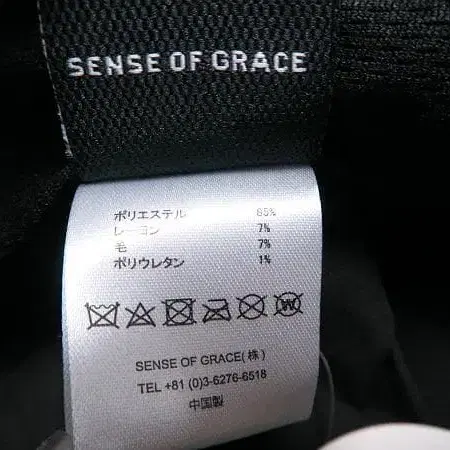 SENSE OF GRACE
ポリエステル 85%
レーヨン 7%
毛 7%
ポリウレタン 1%
W
SENSE OF GRACE(株)
TEL +81 (0)3-6276-6518
中国製